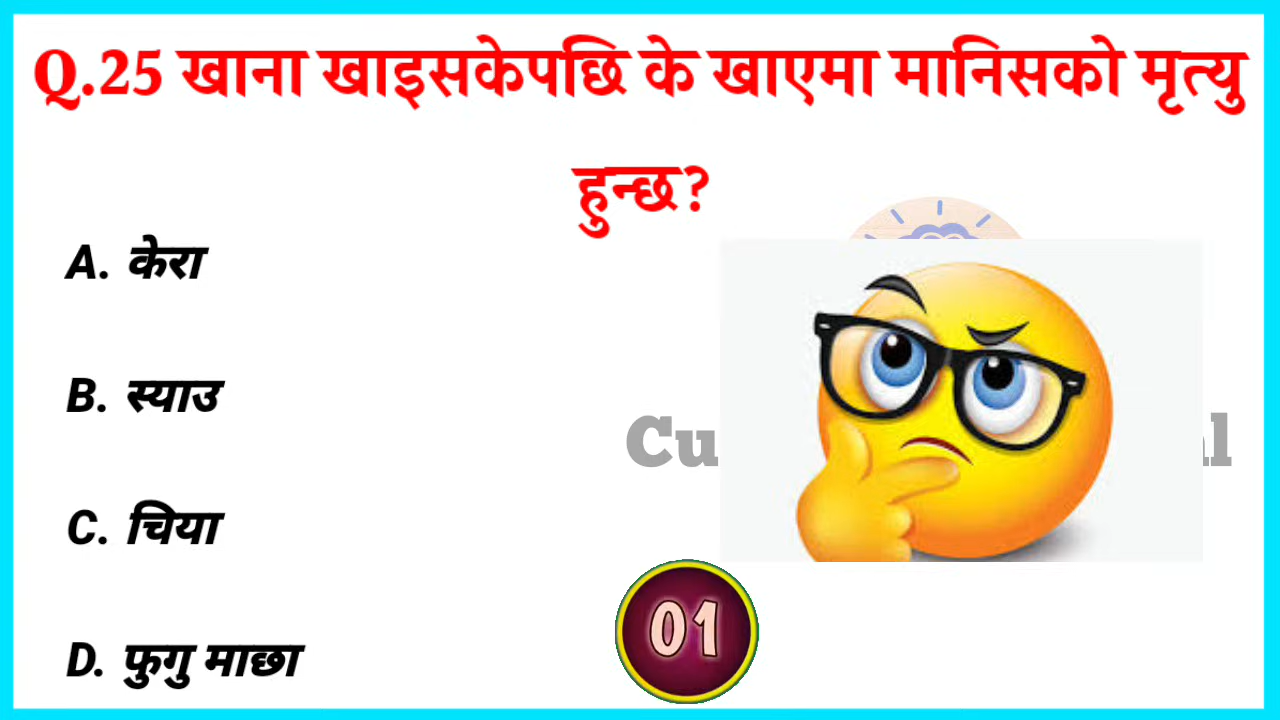 Q.25 खाना खाइसकेपछि के खाएमा मानिसको मृत्यु
हुन्छ?
A. केरा
B. स्याउ
C. चिया
D. फुगु माछा
01